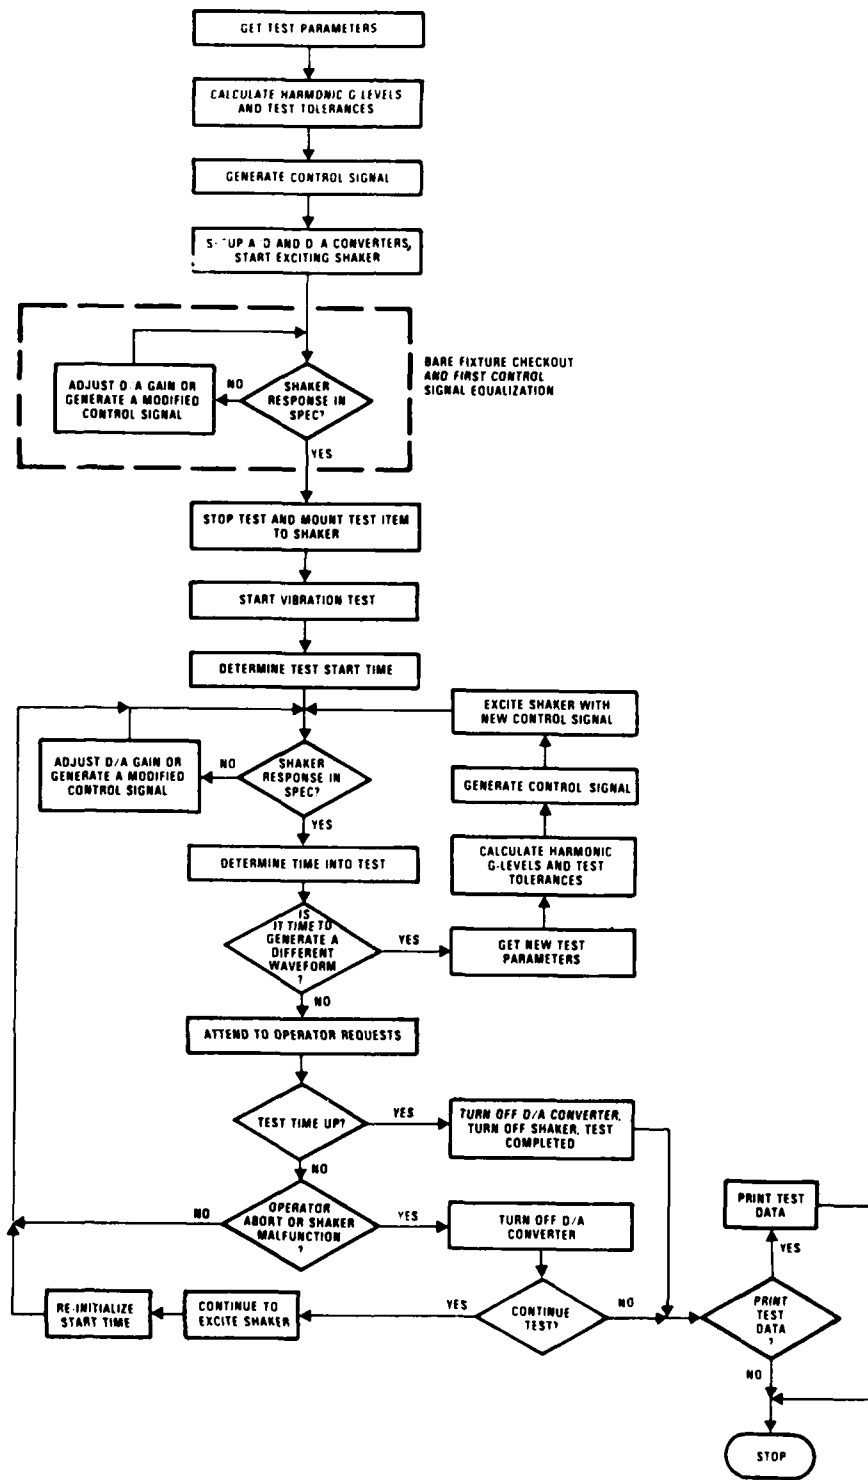 GET TEST PARAMETERS
CALCULATE HARMONIC G LEVELS
AND TEST TOLERANCES
GENERATE CONTROL SIGNAL
UP A D AND D/A CONVERTERS,
START EXCITING SHAKER
BARE FIXTURE CHECKOUT
AND FIRST CONTROL
SIGNAL EQUALIZATION
ADJUST D/A GAIN OR
GENERATE A MODIFIED
CONTROL SIGNAL
NO
SHAKER
RESPONSE IN
SPEC?
YES
STOP TEST AND MOUNT TEST ITEM
TO SHAKER
START VIBRATION TEST
DETERMINE TEST START TIME
EXCITE SHAKER WITH
NEW CONTROL SIGNAL
ADJUST D/A GAIN OR
GENERATE A MODIFIED
CONTROL SIGNAL
NO
SHAKER
RESPONSE IN
SPEC?
GENERATE CONTROL SIGNAL
YES
DETERMINE TIME INTO TEST
CALCULATE HARMONIC
G-LEVELS AND TEST
TOLERANCES
IS
IT TIME TO
GENERATE A
DIFFERENT
WAVEFORM
?
YES
GET NEW TEST
PARAMETERS
NO
ATTEND TO OPERATOR REQUESTS
TEST TIME UP?
YES
TURN OFF D/A CONVERTER,
TURN OFF SHAKER, TEST
COMPLETED
NO
NO
OPERATOR
ABORT OR SHAKER
MALFUNCTION
?
YES
TURN OFF D/A
CONVERTER
PRINT TEST
DATA
YES
RE-INITIALIZE
START TIME
CONTINUE TO
EXCITE SHAKER
YES
CONTINUE
TEST?
NO
PRINT
TEST
DATA
?
NO
STOP